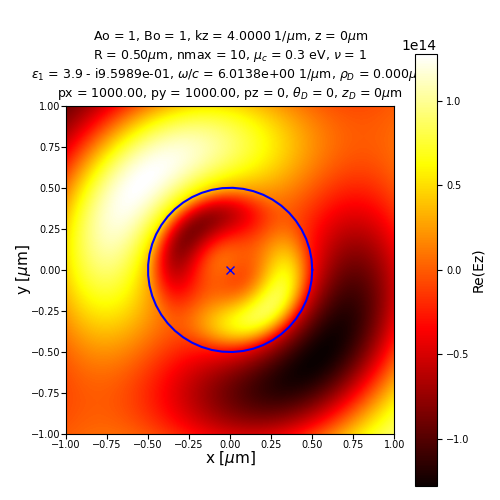 Ao = 1, Bo = 1, kz = 4.0000 1/μm, z = 0μm
R = 0.50μm, nmax = 10, μc = 0.3 eV, ν = 1
ε1 = 3.9 - i9.5989e-01, ω/c = 6.0138e+00 1/μm, ρD = 0.000μ
px = 1000.00, py = 1000.00, pz = 0, θD = 0, zD = 0μm
1e14
1.00
0.75
0.50
0.25
0.00
−0.25
−0.50
−0.75
−1.00
y [μm]
−1.00 −0.75 −0.50 −0.25 0.00 0.25 0.50 0.75 1.00
x [μm]
1.0
0.5
0.0
−0.5
−1.0
Re(Ez)